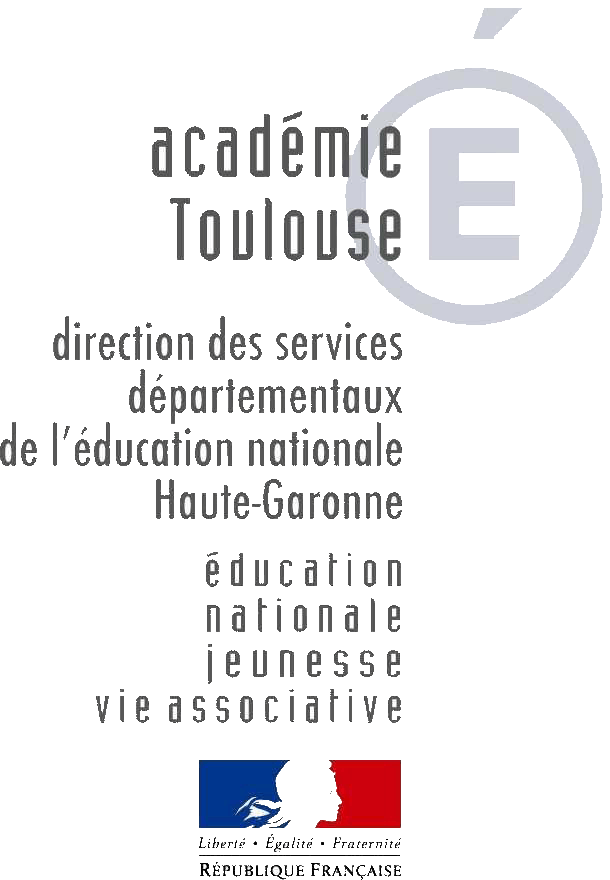 académie
Toulouse
É
direction des services
départementaux
de l'éducation nationale
Haute-Garonne
éducation
nationale
jeunesse
vie associative
Liberté • Égalité • Fraternité
RÉPUBLIQUE FRANÇAISE